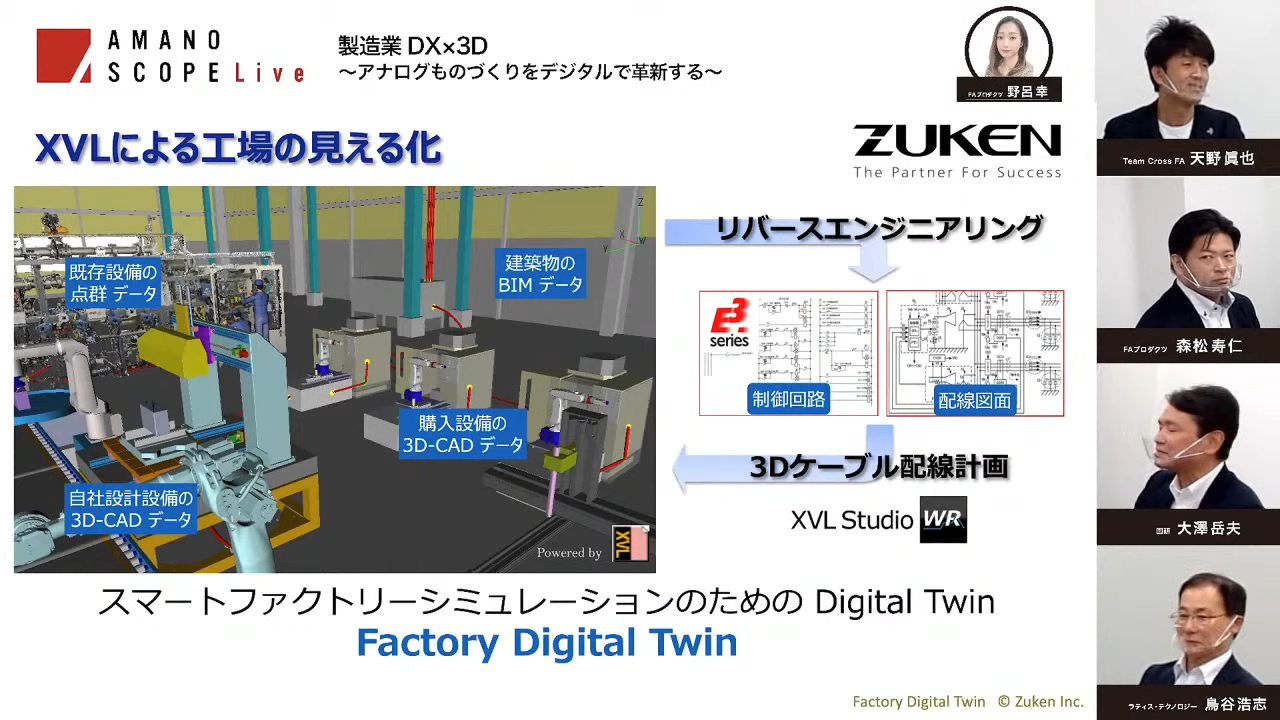 AMANO
SCOPE Live
製造業 DX×3D
～アナログものづくりをデジタルで革新する～
FAプロダクツ 野呂幸
Team Cross FA 天野眞也
XVLによる工場の見える化
ZUKEN
The Partner For Success
既存設備の
点群 データ
建築物の
BIM データ
購入設備の
3D-CAD データ
自社設計設備の
3D-CAD データ
Powered by
XVL
リバースエンジニアリング
E3.
series
制御回路
配線図面
3Dケーブル配線計画
XVL Studio WR
FAプロダクツ 森松寿仁
図研 大澤岳夫
スマートファクトリーシミュレーションのための Digital Twin
Factory Digital Twin
Factory Digital Twin © Zuken Inc.
ラティス・テクノロジー 鳥谷浩志